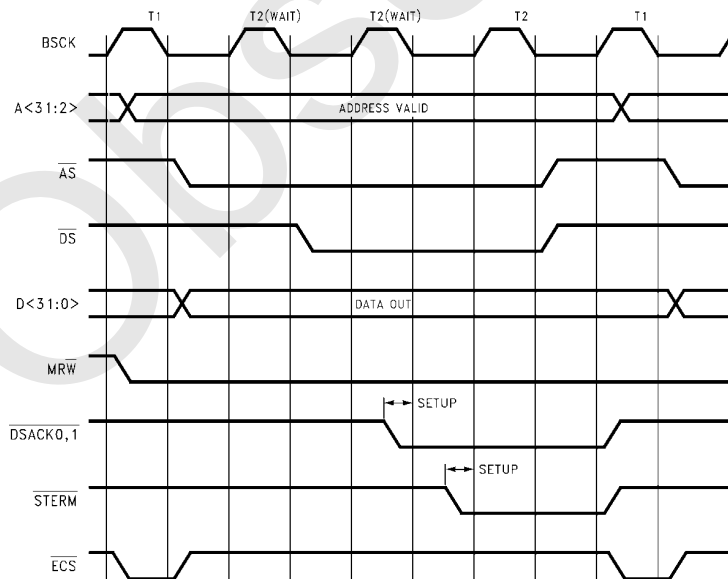 T1 T2(WAIT) T2(WAIT) T2 T1
BSCK
A<31:2> ADDRESS VALID
AS
DS
D<31:0> DATA OUT
MRW
SETUP
DSACK0,1
SETUP
STERM
ECS
Obs